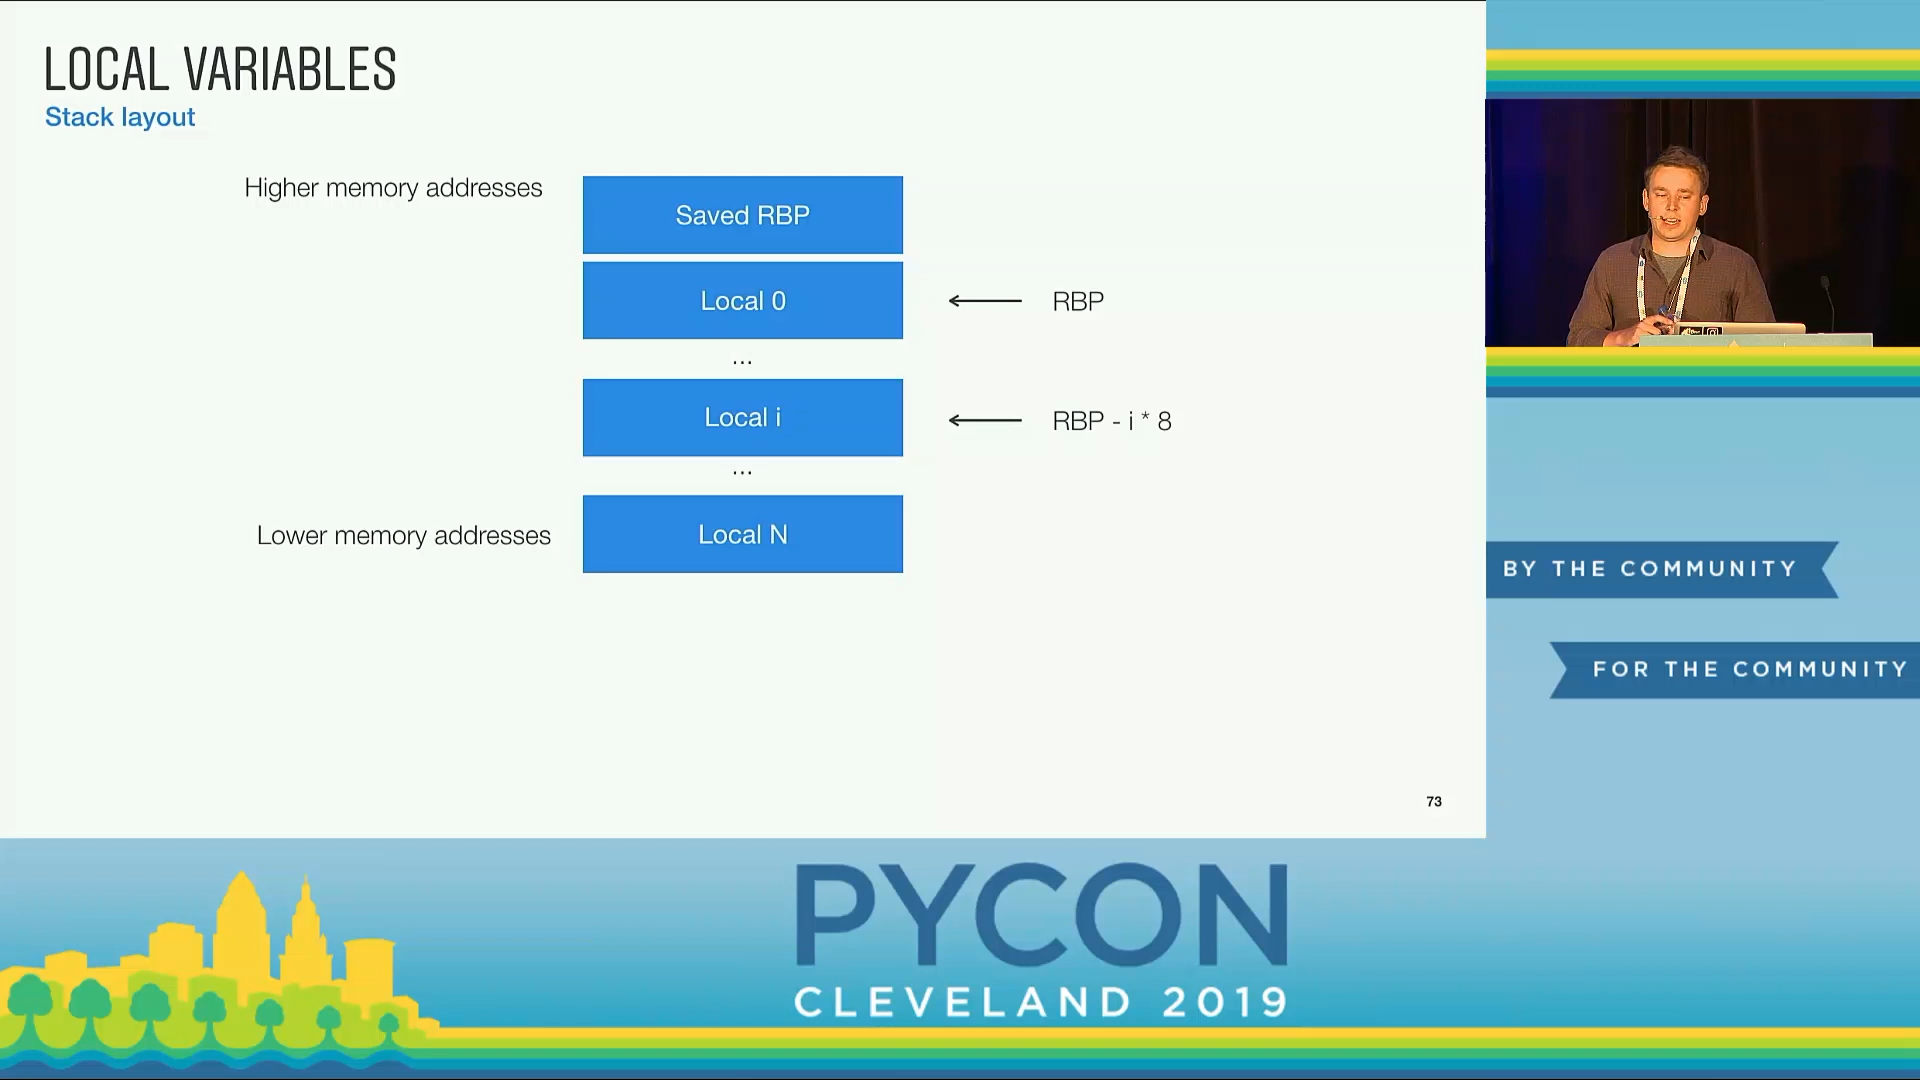 LOCAL VARIABLES
Stack layout
Higher memory addresses
Saved RBP
Local 0
RBP
...
Local i
RBP - i * 8
...
Lower memory addresses
Local N
73
BY THE COMMUNITY
FOR THE COMMUNITY
PYCON
CLEVELAND 2019